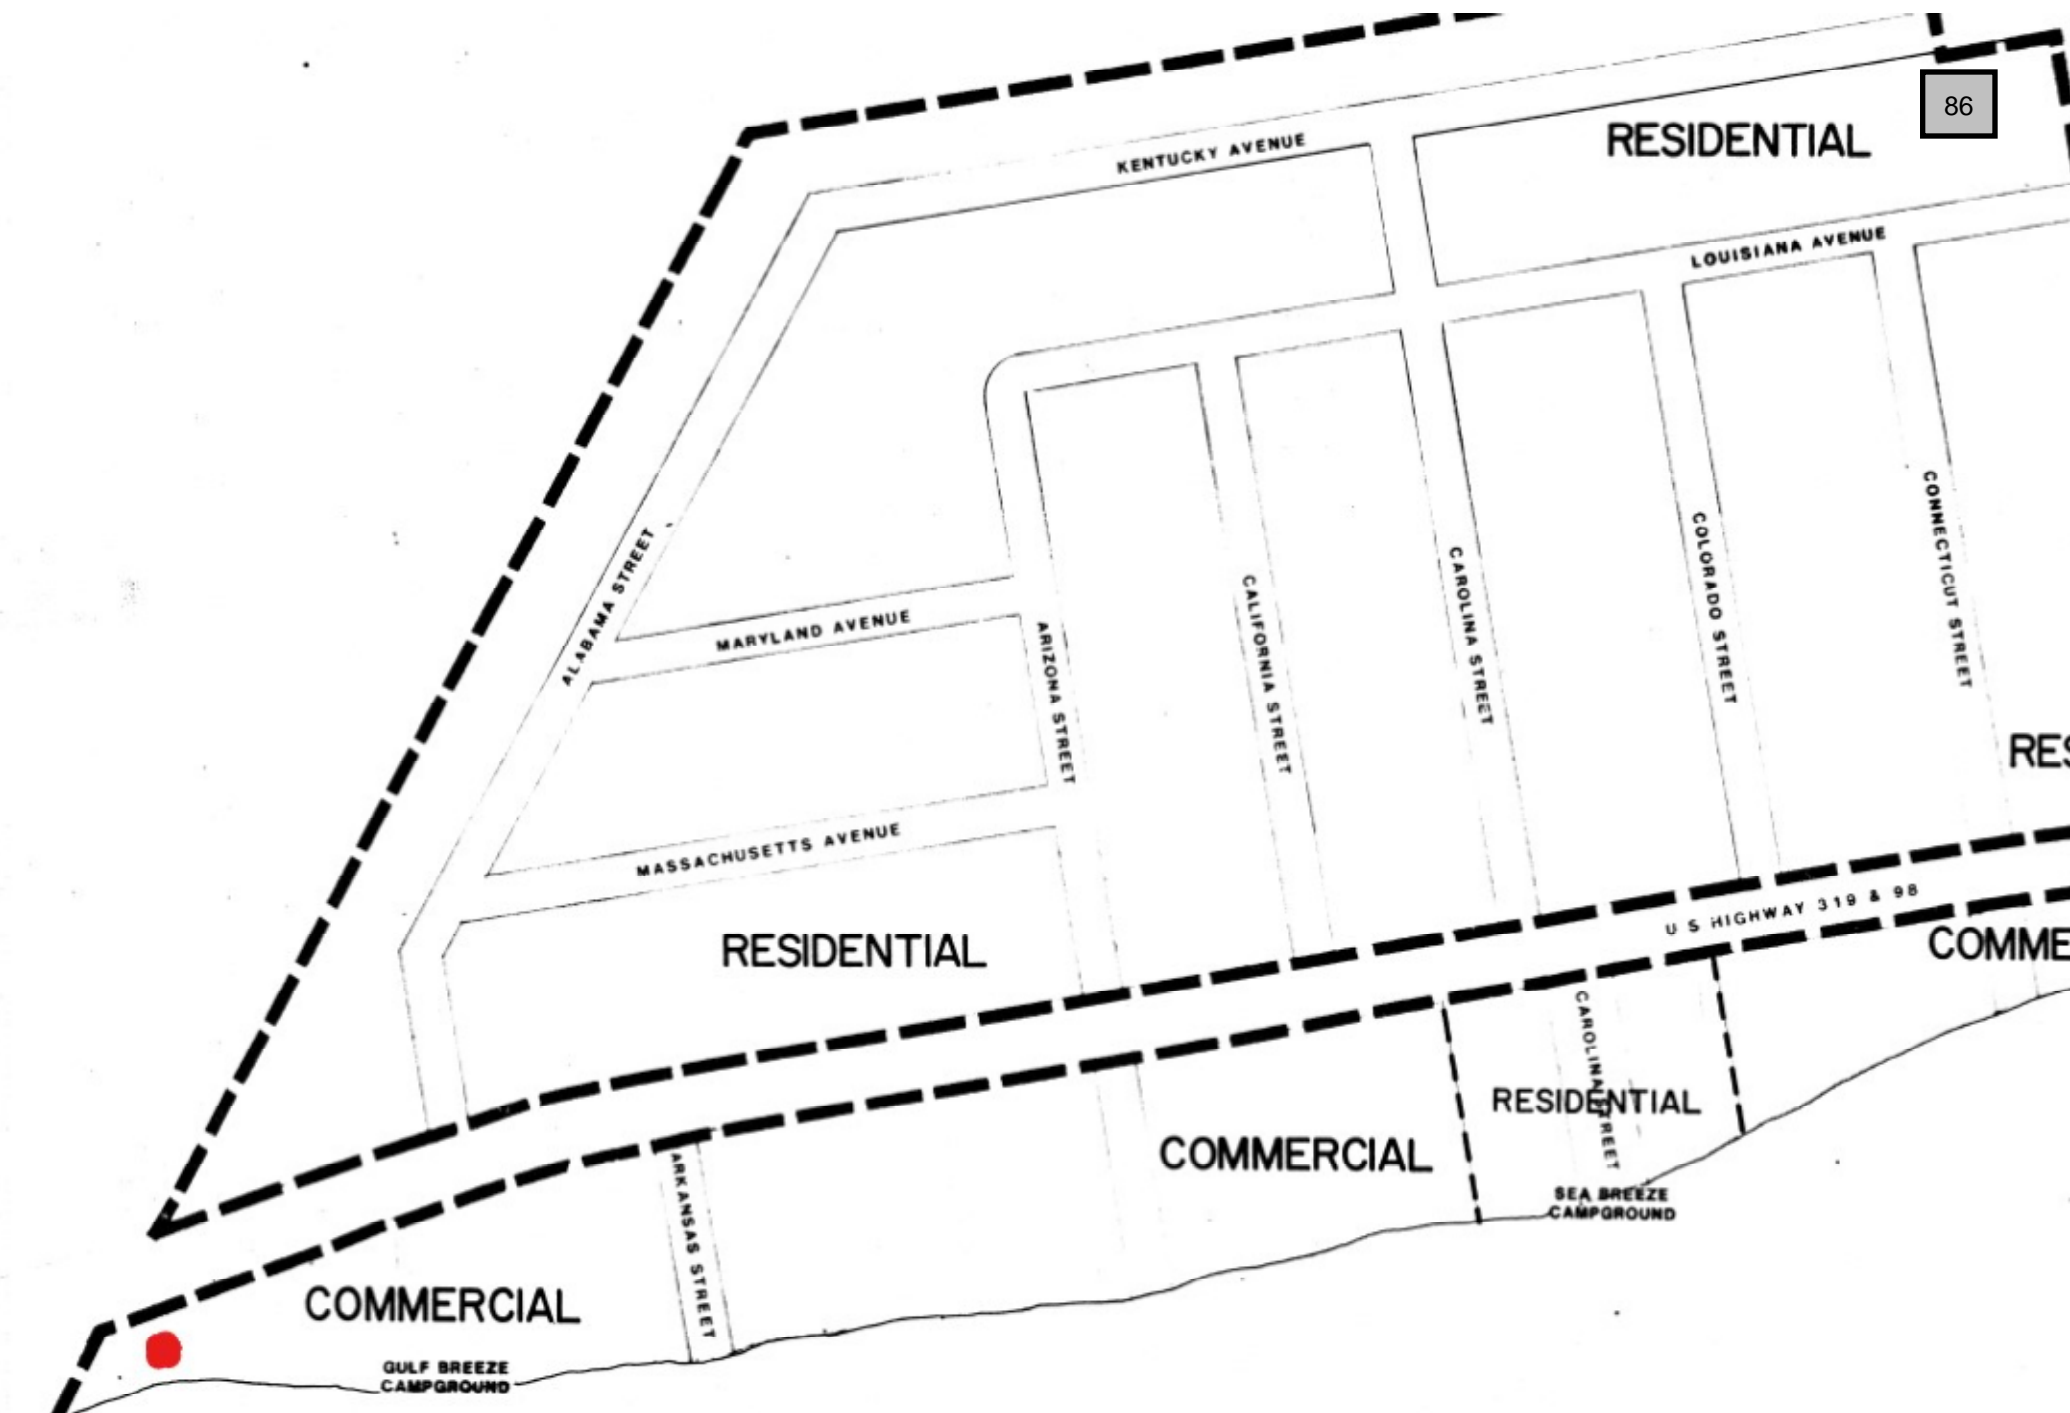 86
RESIDENTIAL
KENTUCKY AVENUE
LOUISIANA AVENUE
ALABAMA STREET
MARYLAND AVENUE
ARIZONA STREET
CALIFORNIA STREET
CAROLINA STREET
COLORADO STREET
CONNECTICUT STREET
RES
MASSACHUSETTS AVENUE
RESIDENTIAL
U S HIGHWAY 319 & 98
COMME
CAROLINA STREET
RESIDENTIAL
COMMERCIAL
ARKANSAS STREET
SEA BREEZE
CAMPGROUND
COMMERCIAL
GULF BREEZE
CAMPGROUND